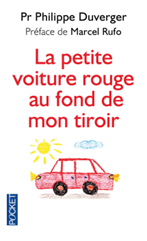 Pr Philippe Duverger
Préface de Marcel Rufo
La petite
voiture rouge
au fond de
mon tiroir
POCKET